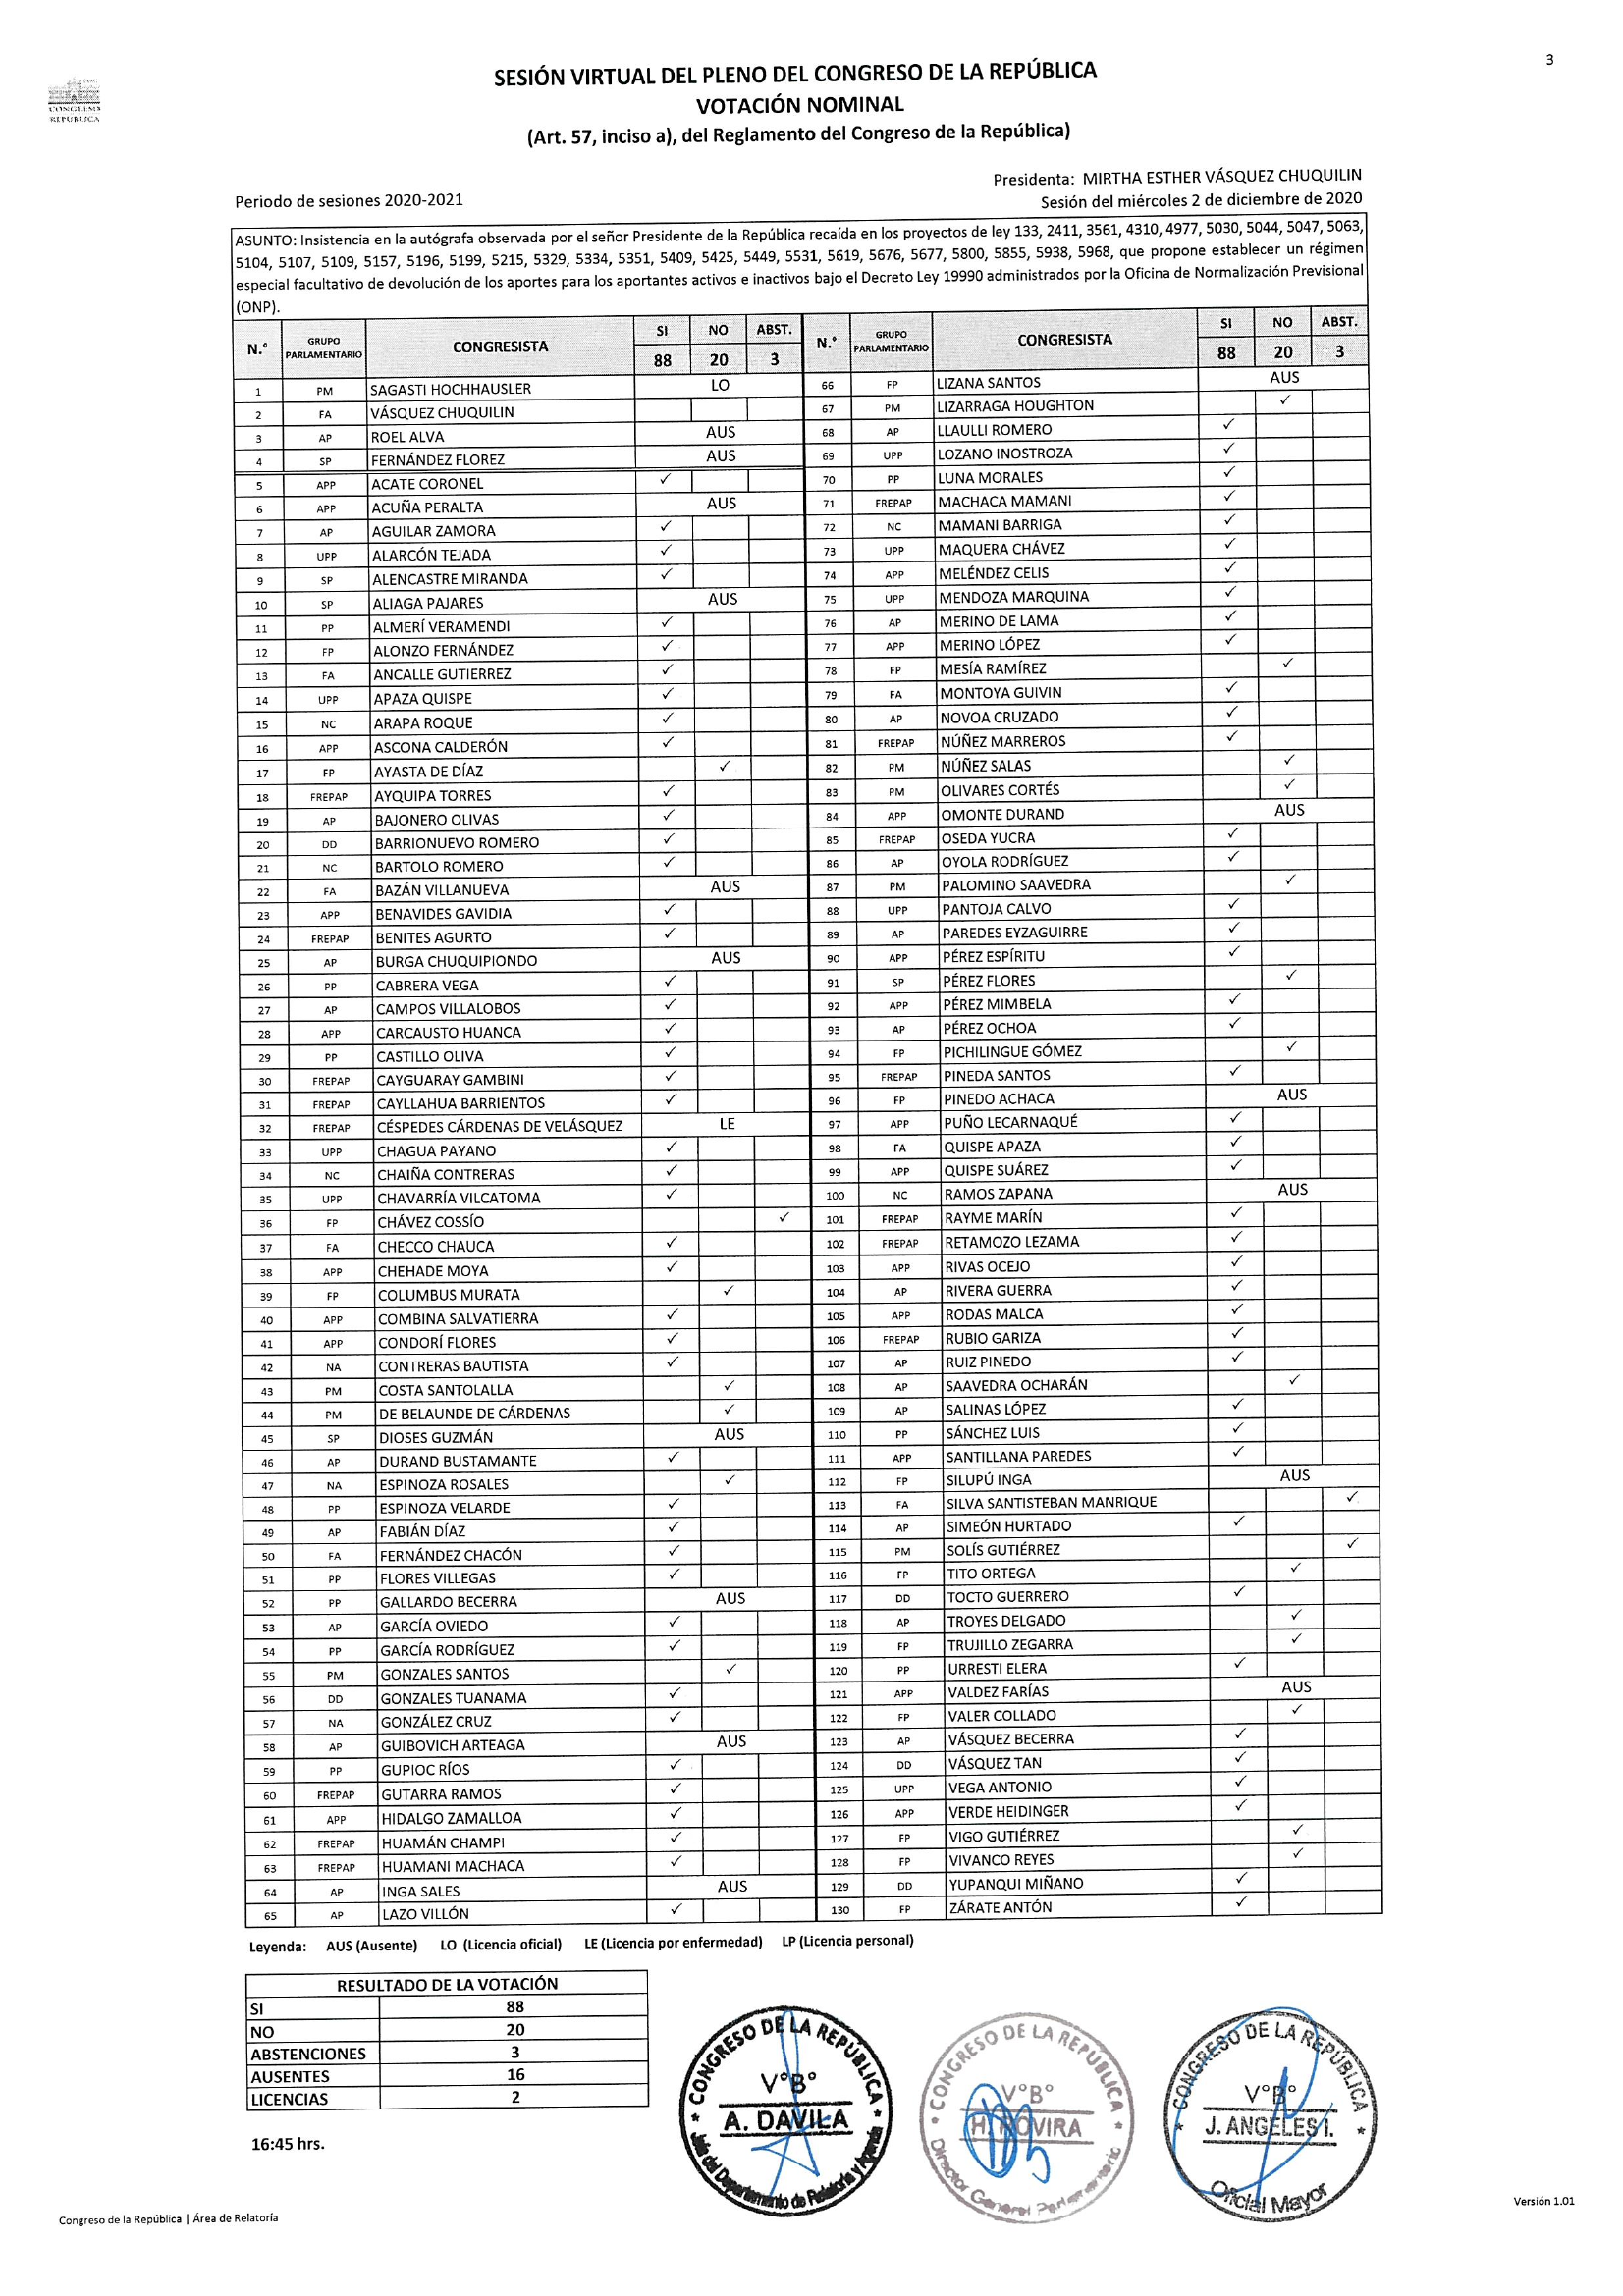 3
CONGRESO
REPÚBLICA
SESIÓN VIRTUAL DEL PLENO DEL CONGRESO DE LA REPÚBLICA
VOTACIÓN NOMINAL
(Art. 57, inciso a), del Reglamento del Congreso de la República)
Presidenta: MIRTHA ESTHER VÁSQUEZ CHUQUILIN
Periodo de sesiones 2020-2021
Sesión del miércoles 2 de diciembre de 2020
ASUNTO: Insistencia en la autógrafa observada por el señor Presidente de la República recaída en los proyectos de ley 133, 2411, 3561, 4310, 4977, 5030, 5044, 5047, 5063,
5104, 5107, 5109, 5157, 5196, 5199, 5215, 5329, 5334, 5351, 5409, 5425, 5449, 5531, 5619, 5676, 5677, 5800, 5855, 5938, 5968, que propone establecer un régimen
especial facultativo de devolución de los aportes para los aportantes activos e inactivos bajo el Decreto Ley 19990 administrados por la Oficina de Normalización Previsional
(ONP).
N.° GRUPO PARLAMENTARIO CONGRESISTA SI NO ABST.
88 20 3
1 PM SAGASTI HOCHHAUSLER LO
2 FA VÁSQUEZ CHUQUILIN
3 AP ROEL ALVA AUS
4 SP FERNÁNDEZ FLOREZ AUS
5 APP ACATE CORONEL ✓
6 APP ACUÑA PERALTA AUS
7 AP AGUILAR ZAMORA ✓
8 UPP ALARCÓN TEJADA ✓
9 SP ALENCASTRE MIRANDA ✓
10 SP ALIAGA PAJARES AUS
11 PP ALMERÍ VERAMENDI ✓
12 FP ALONZO FERNÁNDEZ ✓
13 FA ANCALLE GUTIERREZ ✓
14 UPP APAZA QUISPE ✓
15 NC ARAPA ROQUE ✓
16 APP ASCONA CALDERÓN ✓
17 FP AYASTA DE DÍAZ ✓
18 FREPAP AYQUIPA TORRES ✓
19 AP BAJONERO OLIVAS ✓
20 DD BARRIONUEVO ROMERO ✓
21 NC BARTOLO ROMERO ✓
22 FA BAZÁN VILLANUEVA AUS
23 APP BENAVIDES GAVIDIA ✓
24 FREPAP BENITES AGURTO ✓
25 AP BURGA CHUQUIPIONDO AUS
26 PP CABRERA VEGA ✓
27 AP CAMPOS VILLALOBOS ✓
28 APP CARCAUSTO HUANCA ✓
29 PP CASTILLO OLIVA ✓
30 FREPAP CAYGUARAY GAMBINI ✓
31 FREPAP CAYLLAHUA BARRIENTOS ✓
32 FREPAP CÉSPEDES CÁRDENAS DE VELÁSQUEZ LE
33 UPP CHAGUA PAYANO ✓
34 NC CHAIÑA CONTRERAS ✓
35 UPP CHAVARRÍA VILCATOMA ✓
36 FP CHÁVEZ COSSÍO ✓
37 FA CHECCO CHAUCA ✓
38 APP CHEHADE MOYA ✓
39 FP COLUMBUS MURATA ✓
40 APP COMBINA SALVATIERRA ✓
41 APP CONDORÍ FLORES ✓
42 NA CONTRERAS BAUTISTA ✓
43 PM COSTA SANTOLALLA ✓
44 PM DE BELAUNDE DE CÁRDENAS ✓
45 SP DIOSES GUZMÁN AUS
46 AP DURAND BUSTAMANTE ✓
47 NA ESPINOZA ROSALES ✓
48 PP ESPINOZA VELARDE ✓
49 AP FABIÁN DÍAZ ✓
50 FA FERNÁNDEZ CHACÓN ✓
51 PP FLORES VILLEGAS ✓
52 PP GALLARDO BECERRA AUS
53 AP GARCÍA OVIEDO ✓
54 PP GARCÍA RODRÍGUEZ ✓
55 PM GONZALES SANTOS ✓
56 DD GONZALES TUANAMA ✓
57 NA GONZÁLEZ CRUZ ✓
58 AP GUIBOVICH ARTEAGA AUS
59 PP GUPIOC RÍOS ✓
60 FREPAP GUTARRA RAMOS ✓
61 APP HIDALGO ZAMALLOA ✓
62 FREPAP HUAMÁN CHAMPI ✓
63 FREPAP HUAMANI MACHACA ✓
64 AP INGA SALES AUS
65 AP LAZO VILLÓN ✓
N.° GRUPO PARLAMENTARIO CONGRESISTA SI NO ABST.
88 20 3
66 FP LIZANA SANTOS AUS
67 PM LIZARRAGA HOUGHTON ✓
68 AP LLAULLI ROMERO ✓
69 UPP LOZANO INOSTROZA ✓
70 PP LUNA MORALES ✓
71 FREPAP MACHACA MAMANI ✓
72 NC MAMANI BARRIGA ✓
73 UPP MAQUERA CHÁVEZ ✓
74 APP MELÉNDEZ CELIS ✓
75 UPP MENDOZA MARQUINA ✓
76 AP MERINO DE LAMA ✓
77 APP MERINO LÓPEZ ✓
78 FP MESÍA RAMÍREZ ✓
79 FA MONTOYA GUIVIN ✓
80 AP NOVOA CRUZADO ✓
81 FREPAP NÚÑEZ MARREROS ✓
82 PM NÚÑEZ SALAS ✓
83 PM OLIVARES CORTÉS ✓
84 APP OMONTE DURAND AUS
85 FREPAP OSEDA YUCRA ✓
86 AP OYOLA RODRÍGUEZ ✓
87 PM PALOMINO SAAVEDRA ✓
88 UPP PANTOJA CALVO ✓
89 AP PAREDES EYZAGUIRRE ✓
90 APP PÉREZ ESPÍRITU ✓
91 SP PÉREZ FLORES ✓
92 APP PÉREZ MIMBELA ✓
93 AP PÉREZ OCHOA ✓
94 FP PICHILINGUE GÓMEZ ✓
95 FREPAP PINEDA SANTOS ✓
96 FP PINEDO ACHACA AUS
97 APP PUÑO LECARNAQUÉ ✓
98 FA QUISPE APAZA ✓
99 APP QUISPE SUÁREZ ✓
100 NC RAMOS ZAPANA AUS
101 FREPAP RAYME MARÍN ✓
102 FREPAP RETAMOZO LEZAMA ✓
103 APP RIVAS OCEJO ✓
104 AP RIVERA GUERRA ✓
105 APP RODAS MALCA ✓
106 FREPAP RUBIO GARIZA ✓
107 AP RUIZ PINEDO ✓
108 AP SAAVEDRA OCHARÁN ✓
109 AP SALINAS LÓPEZ ✓
110 PP SÁNCHEZ LUIS ✓
111 APP SANTILLANA PAREDES ✓
112 FP SILUPÚ INGA AUS
113 FA SILVA SANTISTEBAN MANRIQUE ✓
114 AP SIMEÓN HURTADO ✓
115 PM SOLÍS GUTIÉRREZ ✓
116 FP TITO ORTEGA ✓
117 DD TOCTO GUERRERO ✓
118 AP TROYES DELGADO ✓
119 FP TRUJILLO ZEGARRA ✓
120 PP URRESTI ELERA ✓
121 APP VALDEZ FARÍAS AUS
122 FP VALER COLLADO ✓
123 AP VÁSQUEZ BECERRA ✓
124 DD VÁSQUEZ TAN ✓
125 UPP VEGA ANTONIO ✓
126 APP VERDE HEIDINGER ✓
127 FP VIGO GUTIÉRREZ ✓
128 FP VIVANCO REYES ✓
129 DD YUPANQUI MIÑANO ✓
130 FP ZÁRATE ANTÓN ✓
Leyenda: AUS (Ausente) LO (Licencia oficial) LE (Licencia por enfermedad) LP (Licencia personal)
RESULTADO DE LA VOTACIÓN
SI 88
NO 20
ABSTENCIONES 3
AUSENTES 16
LICENCIAS 2
16:45 hrs.
* CONGRESO DE LA REPÚBLICA *
V°B°
A. DAVILA
Jefe del Departamento de Relatoría y Agenda
* CONGRESO DE LA REPÚBLICA *
V°B°
H. ROVIRA
Director General Parlamentario
* CONGRESO DE LA REPÚBLICA *
V°B°
J. ANGELES I.
Oficial Mayor
Congreso de la República | Área de Relatoría
Versión 1.01